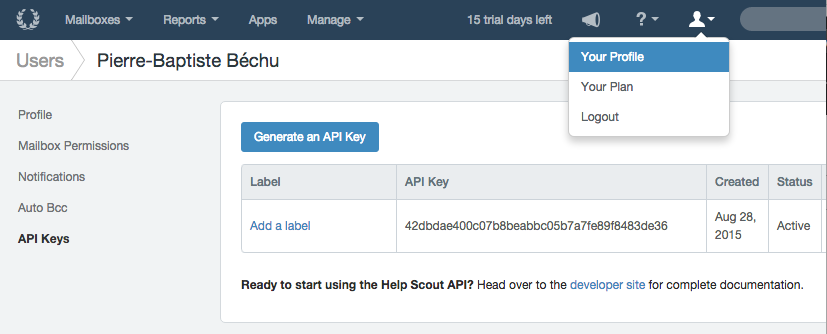 Mailboxes Reports Apps Manage 15 trial days left ?
Users Pierre-Baptiste Béchu
Your Profile
Your Plan
Logout
Profile
Mailbox Permissions
Notifications
Auto Bcc
API Keys
Generate an API Key
Label API Key Created Status
Add a label 42dbdae400c07b8beabbc05b7a7fe89f8483de36 Aug 28, 2015 Active
Ready to start using the Help Scout API? Head over to the developer site for complete documentation.